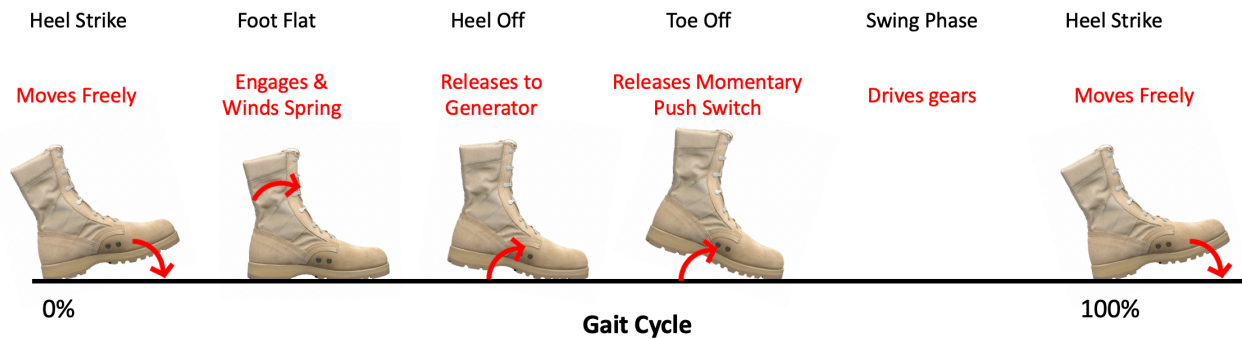 Heel Strike
Foot Flat
Heel Off
Toe Off
Swing Phase
Heel Strike
Moves Freely
Engages &
Winds Spring
Releases to
Generator
Releases Momentary
Push Switch
Drives gears
Moves Freely
0%
100%
Gait Cycle